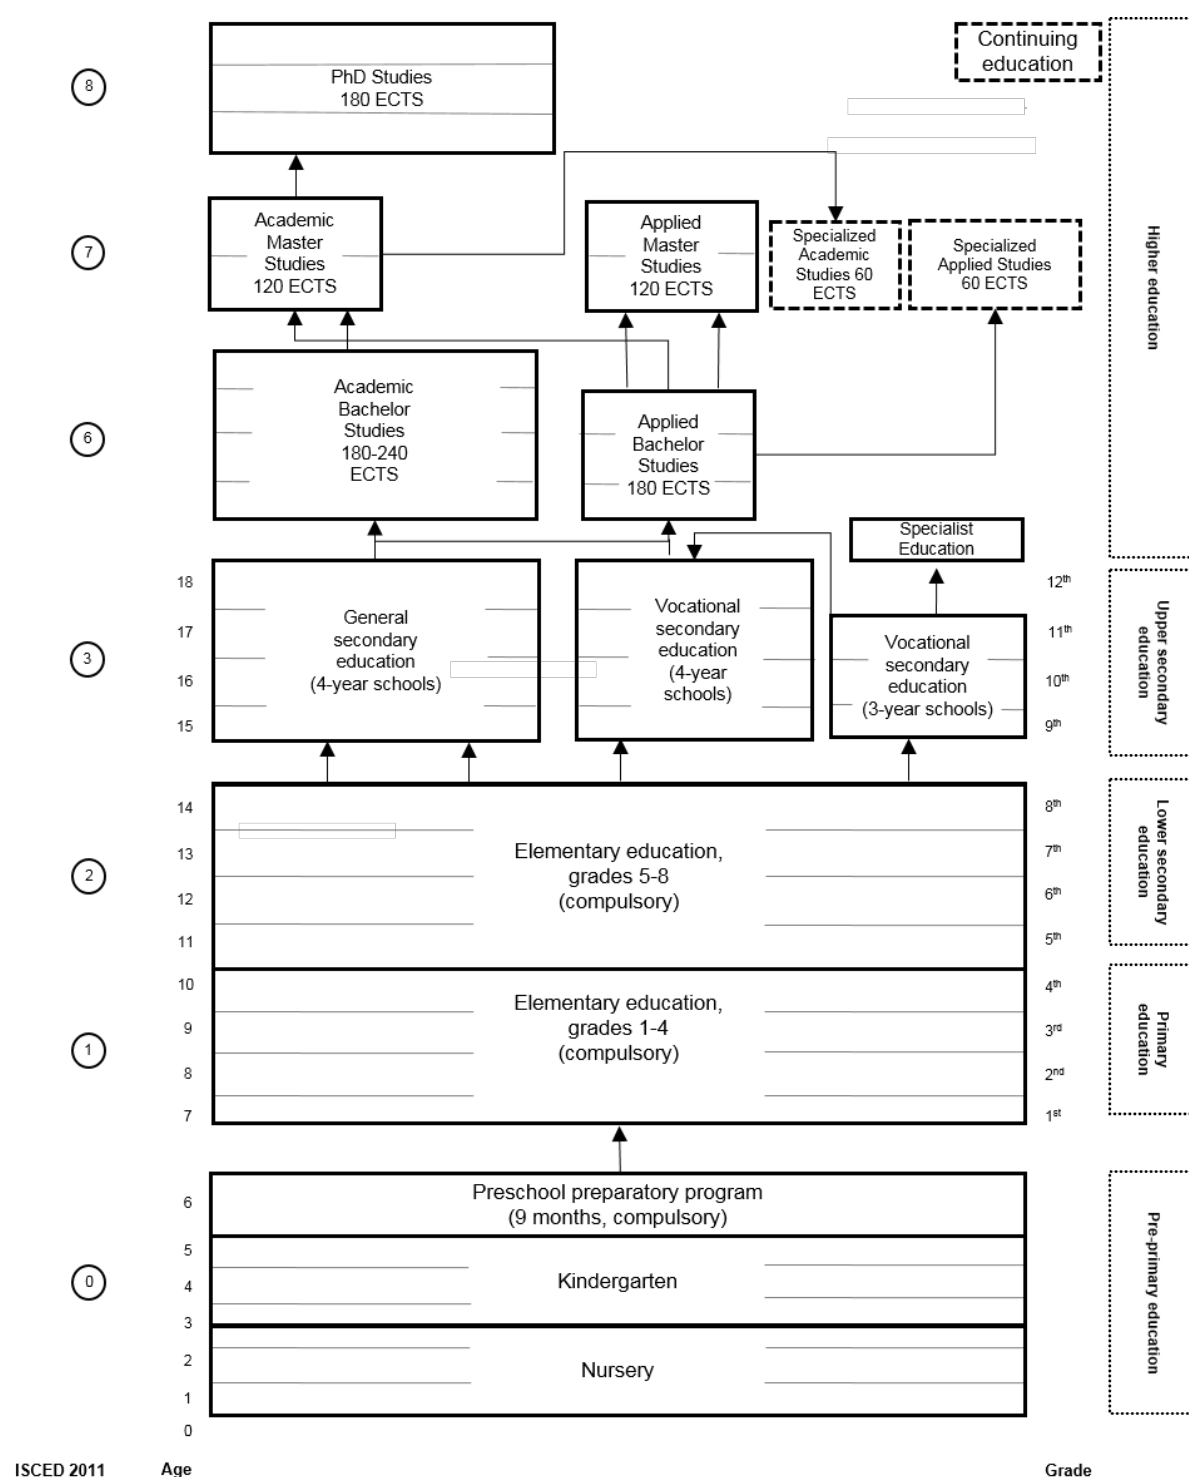 Continuing
education
8
PhD Studies
180 ECTS
7
Academic
Master
Studies
120 ECTS
Applied
Master
Studies
120 ECTS
Specialized
Academic
Studies 60
ECTS
Specialized
Applied Studies
60 ECTS
Higher education
6
Academic
Bachelor
Studies
180-240
ECTS
Applied
Bachelor
Studies
180 ECTS
Specialist
Education
3
18
17
16
15
General
secondary
education
(4-year schools)
Vocational
secondary
education
(4-year
schools)
Vocational
secondary
education
(3-year schools)
12th
11th
10th
9th
Upper secondary
education
2
14
13
12
11
Elementary education,
grades 5-8
(compulsory)
8th
7th
6th
5th
Lower secondary
education
1
10
9
8
7
Elementary education,
grades 1-4
(compulsory)
4th
3rd
2nd
1st
Primary
education
0
6
5
4
3
2
1
0
Preschool preparatory program
(9 months, compulsory)
Kindergarten
Nursery
Pre-primary education
ISCED 2011
Age
Grade